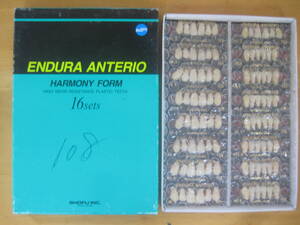 ENDURA ANTERIO
HARMONY FORM
HIGH WEAR RESISTANCE PLASTIC TEETH
16sets
108
SHOFU INC.